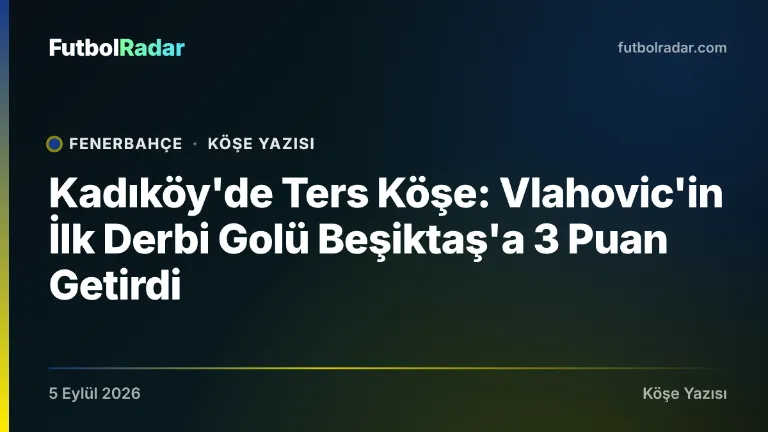 FutbolRadar
futbolradar.com
FENERBAHÇE · KÖŞE YAZISI
Kadıköy'de Ters Köşe: Vlahovic'in
İlk Derbi Golü Beşiktaş'a 3 Puan
Getirdi
5 Eylül 2026
Köşe Yazısı